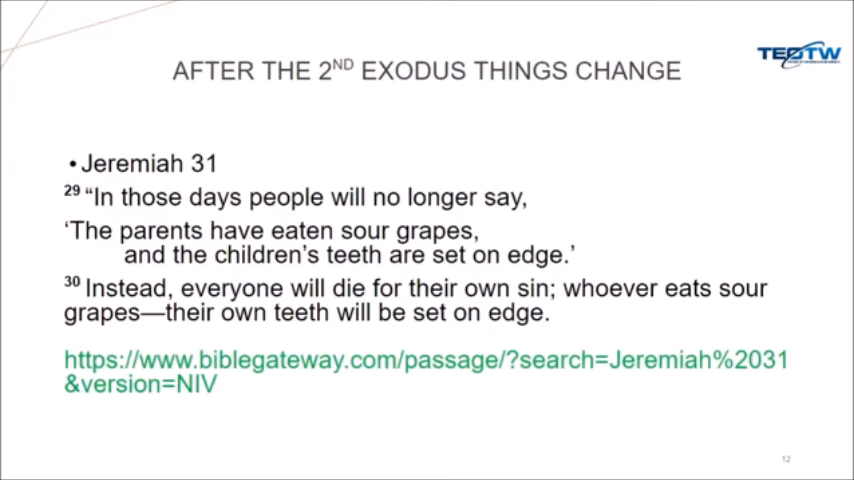 TEOTW
AFTER THE 2ND EXODUS THINGS CHANGE
• Jeremiah 31
29 “In those days people will no longer say,
‘The parents have eaten sour grapes,
and the children’s teeth are set on edge.’
30 Instead, everyone will die for their own sin; whoever eats sour
grapes—their own teeth will be set on edge.
https://www.biblegateway.com/passage/?search=Jeremiah%2031
&version=NIV
12